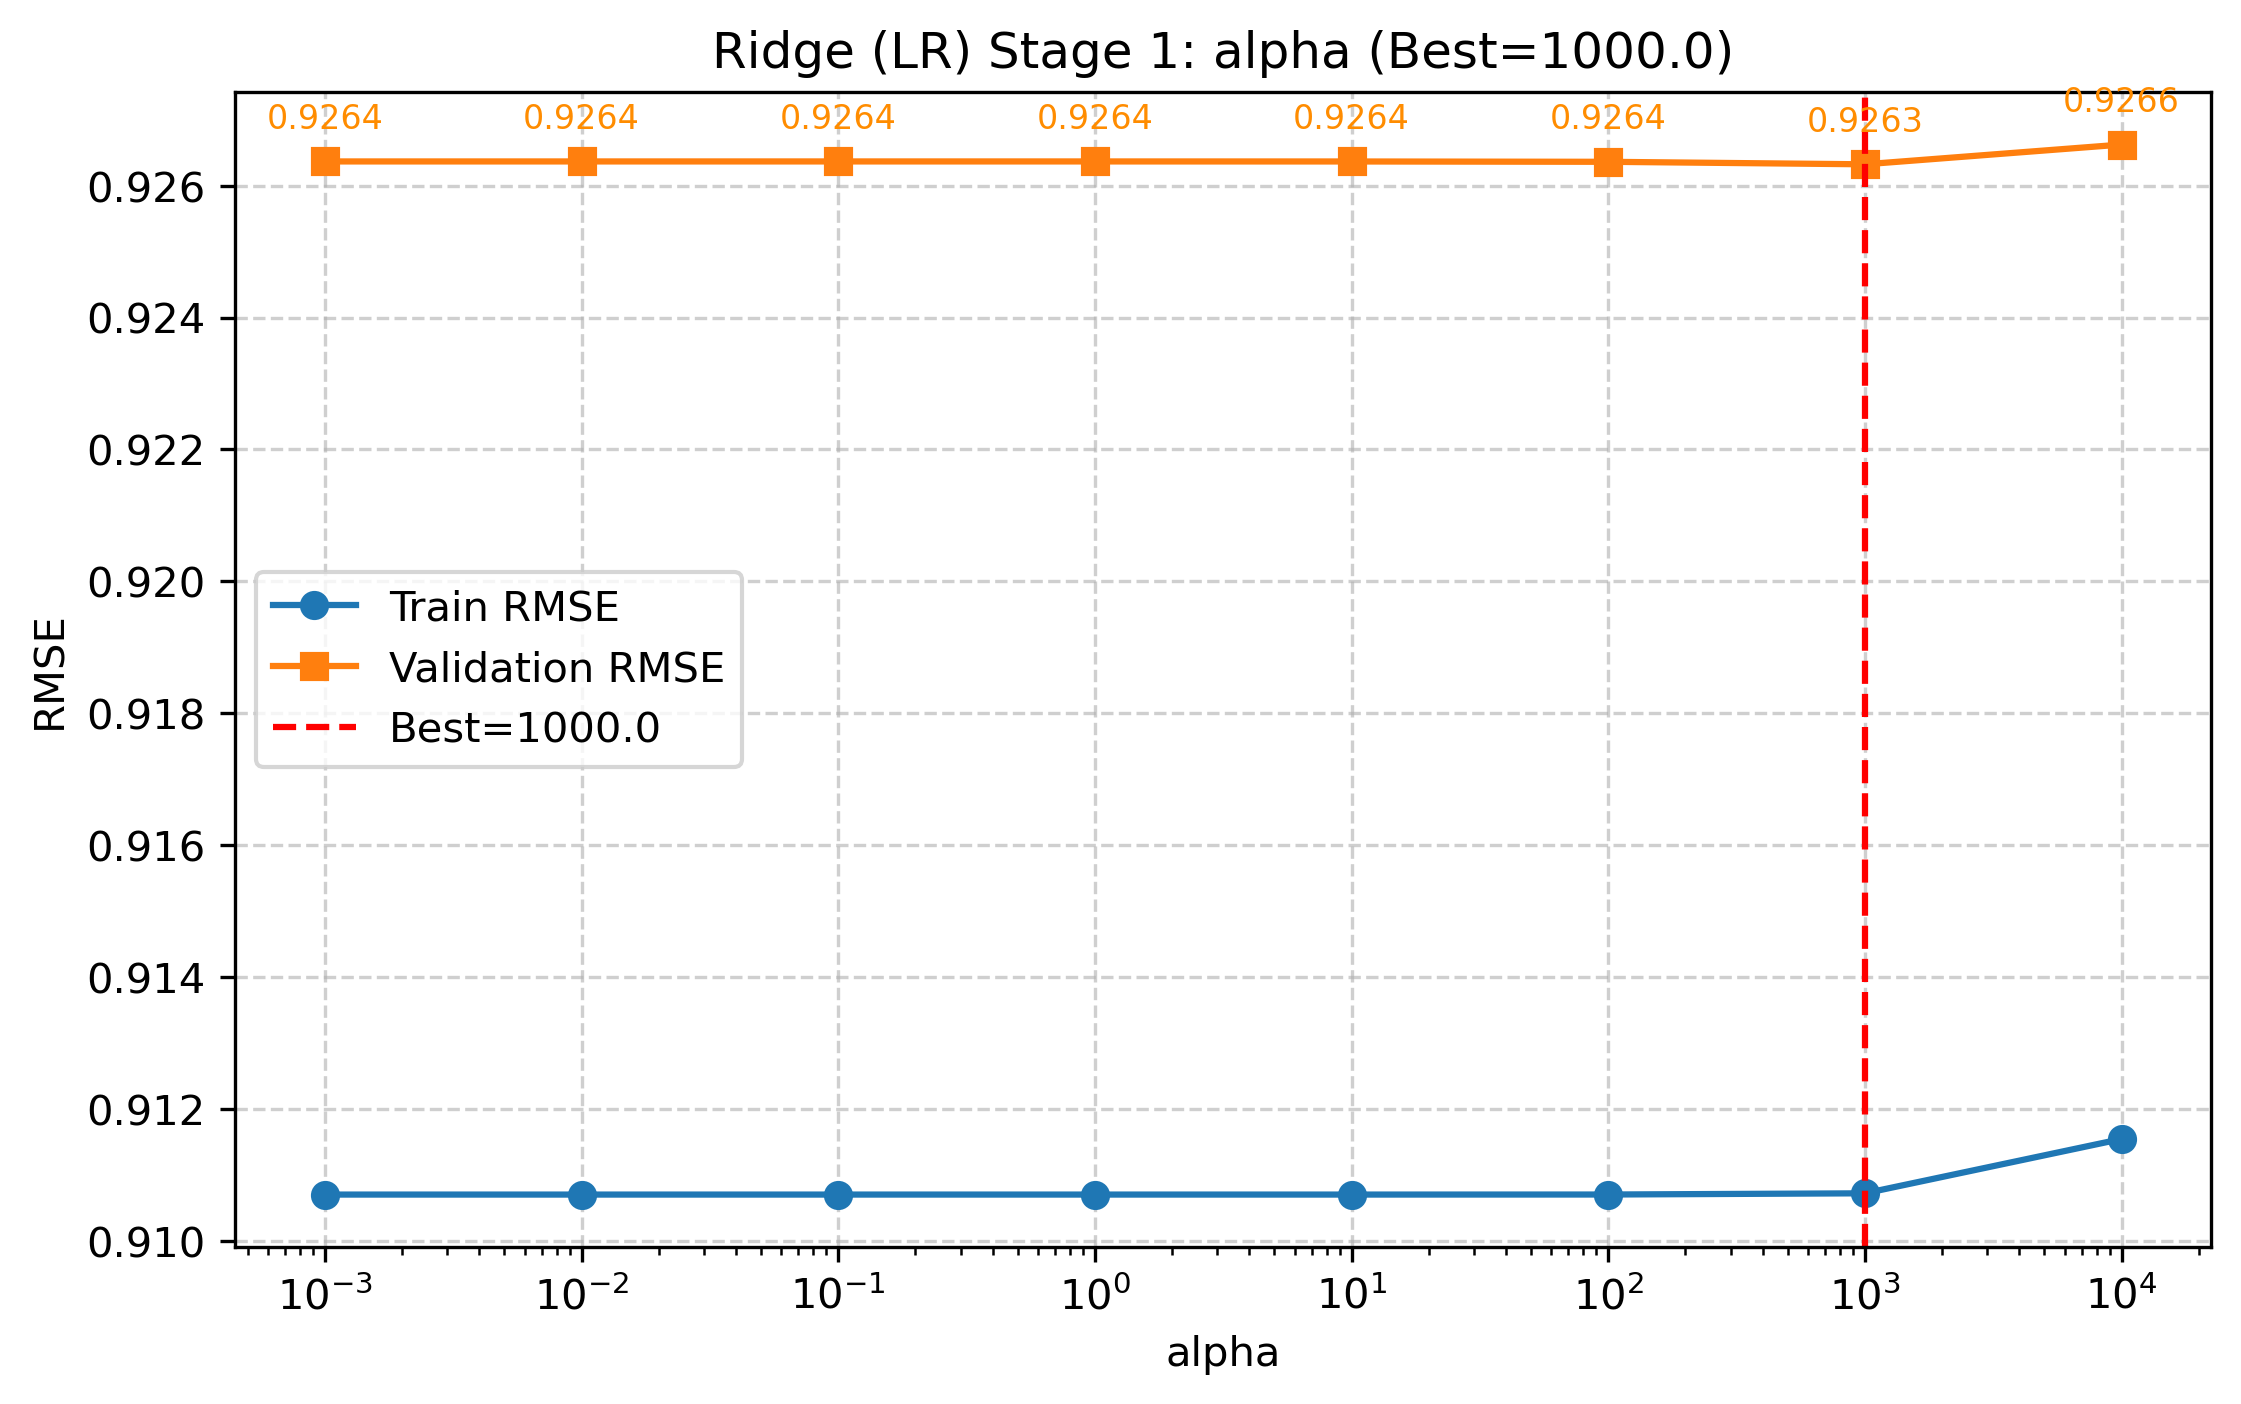 Ridge (LR) Stage 1: alpha (Best=1000.0)
0.9264 0.9264 0.9264 0.9264 0.9264 0.9264 0.9263 0.9266
0.926
0.924
0.922
0.920
0.918
0.916
0.914
0.912
0.910
RMSE
Train RMSE
Validation RMSE
Best=1000.0
10⁻³ 10⁻² 10⁻¹ 10⁰ 10¹ 10² 10³ 10⁴
alpha